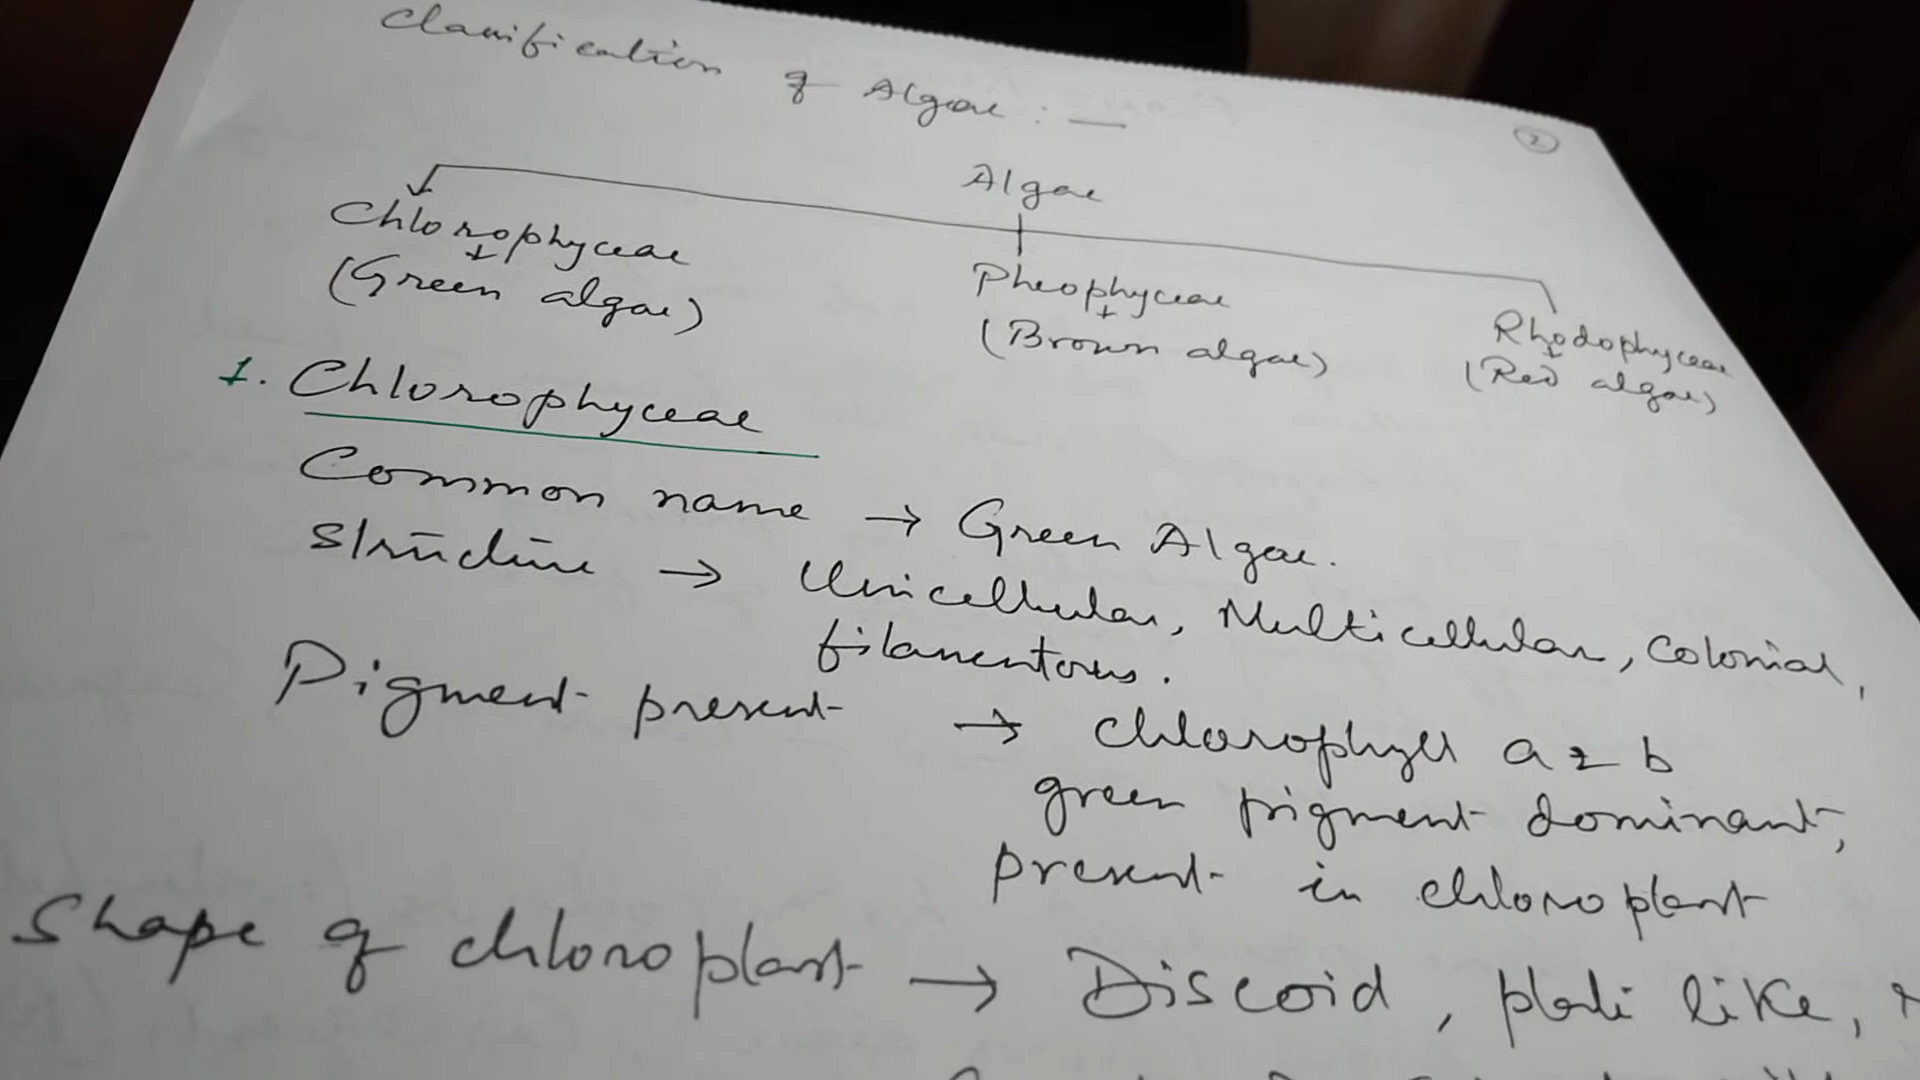 Classification of Algae : —
2
Algae
Chlorophyceae
(Green algae)
Pheophyceae
(Brown algae)
Rhodophyceae
(Red algae)
1. Chlorophyceae
Common name → Green Algae.
Structure → Unicellular, Multicellular, Colonial,
filamentous.
Pigment present → chlorophyll a & b
green pigment dominant,
present in chloroplast
Shape of chloroplast → Discoid, plate like,